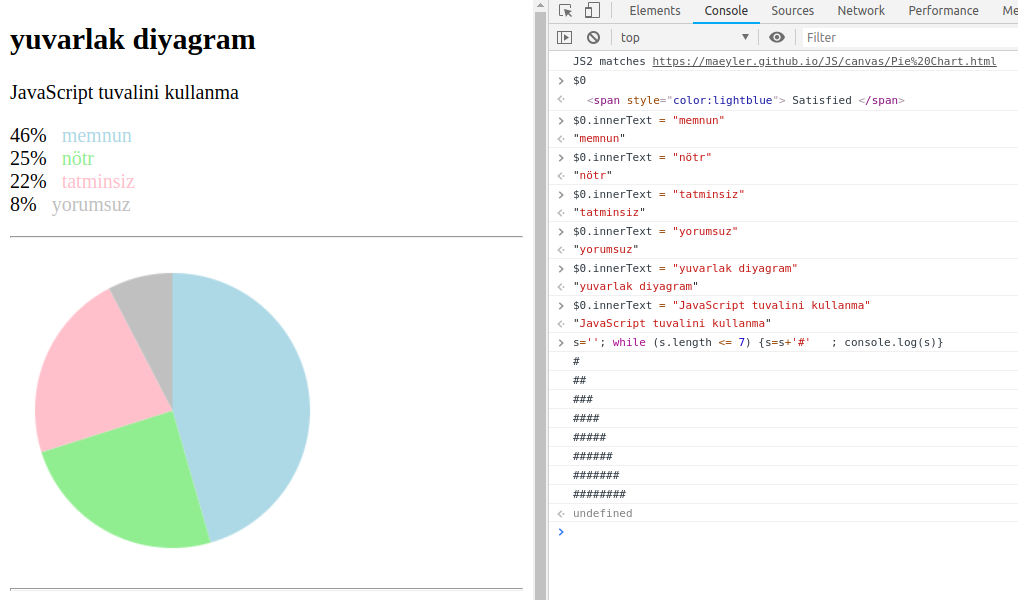 yuvarlak diyagram
JavaScript tuvalini kullanma
46% memnun
25% nötr
22% tatminsiz
8% yorumsuz
Elements Console Sources Network Performance Me
top Filter
JS2 matches https://maeyler.github.io/JS/canvas/Pie%20Chart.html
> $0
<span style="color:lightblue"> Satisfied </span>
> $0.innerText = "memnun"
"memnun"
> $0.innerText = "nötr"
"nötr"
> $0.innerText = "tatminsiz"
"tatminsiz"
> $0.innerText = "yorumsuz"
"yorumsuz"
> $0.innerText = "yuvarlak diyagram"
"yuvarlak diyagram"
> $0.innerText = "JavaScript tuvalini kullanma"
"JavaScript tuvalini kullanma"
> s=''; while (s.length <= 7) {s=s+'#'   ; console.log(s)}
#
##
###
####
#####
######
#######
########
undefined
>